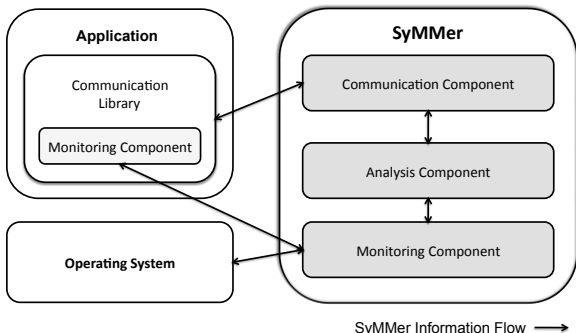 Application
Communication
Library
Monitoring Component
Operating System
SyMMer
Communication Component
Analysis Component
Monitoring Component
SyMMer Information Flow